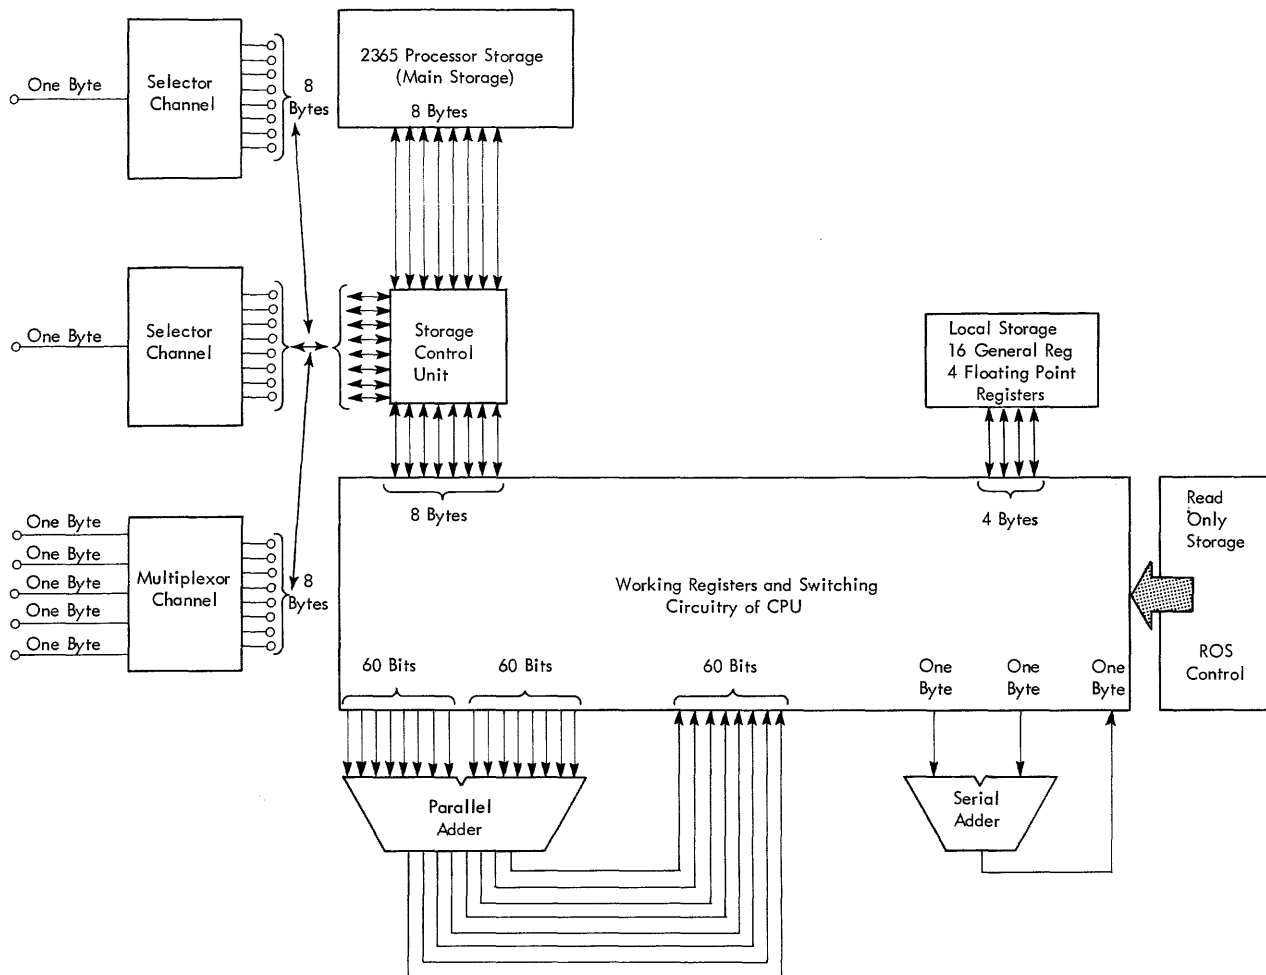 One Byte
Selector
Channel
8
Bytes
2365 Processor Storage
(Main Storage)
8 Bytes
One Byte
Selector
Channel
Storage
Control
Unit
Local Storage
16 General Reg
4 Floating Point
Registers
One Byte
One Byte
One Byte
One Byte
One Byte
Multiplexor
Channel
8
Bytes
8 Bytes
4 Bytes
Working Registers and Switching
Circuitry of CPU
60 Bits
60 Bits
60 Bits
One
Byte
One
Byte
One
Byte
Read
Only
Storage
ROS
Control
Parallel
Adder
Serial
Adder